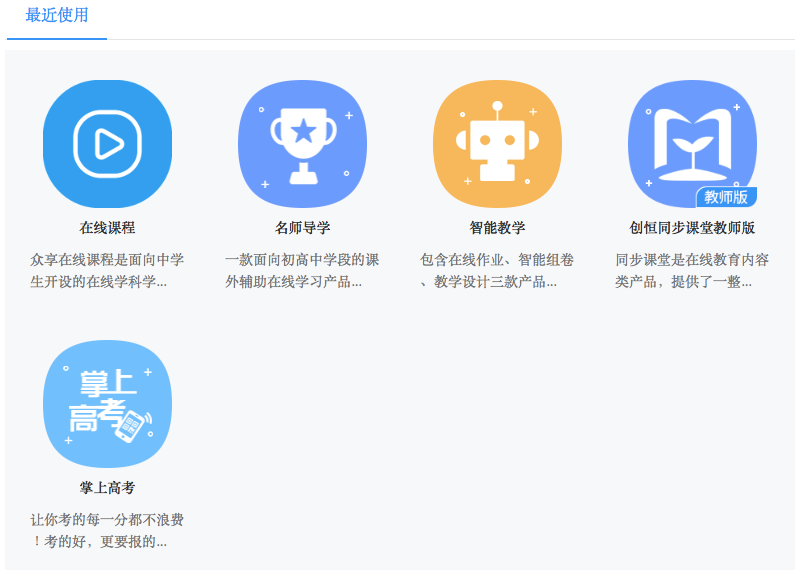 最近使用
教师版
在线课程
名师导学
智能教学
创恒同步课堂教师版
众享在线课程是面向中学
生开设的在线学科学...
一款面向初高中学段的课
外辅助在线学习产品...
包含在线作业、智能组卷
、教学设计三款产品...
同步课堂是在线教育内容
类产品，提供了一整...
掌上
高考
掌上高考
让你考的每一分都不浪费
！考的好，更要报的...